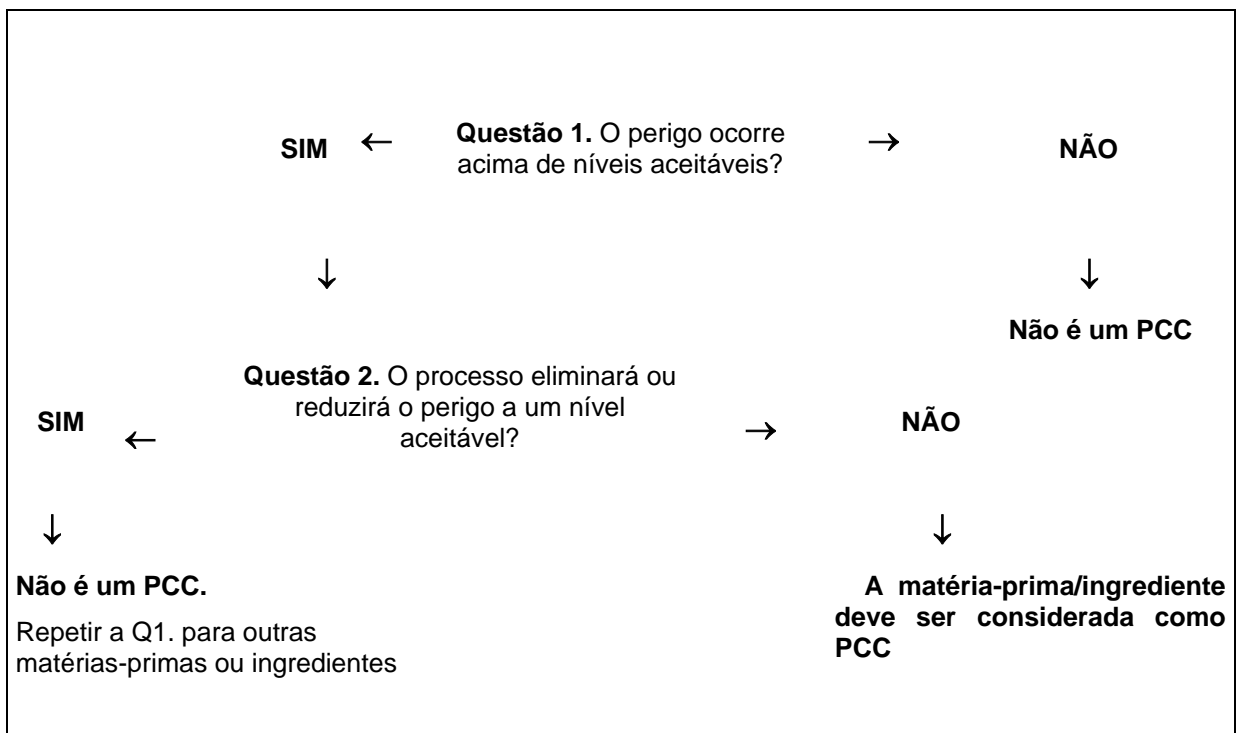 SIM ← Questão 1. O perigo ocorre → NÃO
acima de níveis aceitáveis?
↓ ↓
Não é um PCC
Questão 2. O processo eliminará ou
reduzirá o perigo a um nível
SIM ← aceitável? → NÃO
↓ ↓
Não é um PCC.
Repetir a Q1. para outras
matérias-primas ou ingredientes
A matéria-prima/ingrediente
deve ser considerada como
PCC